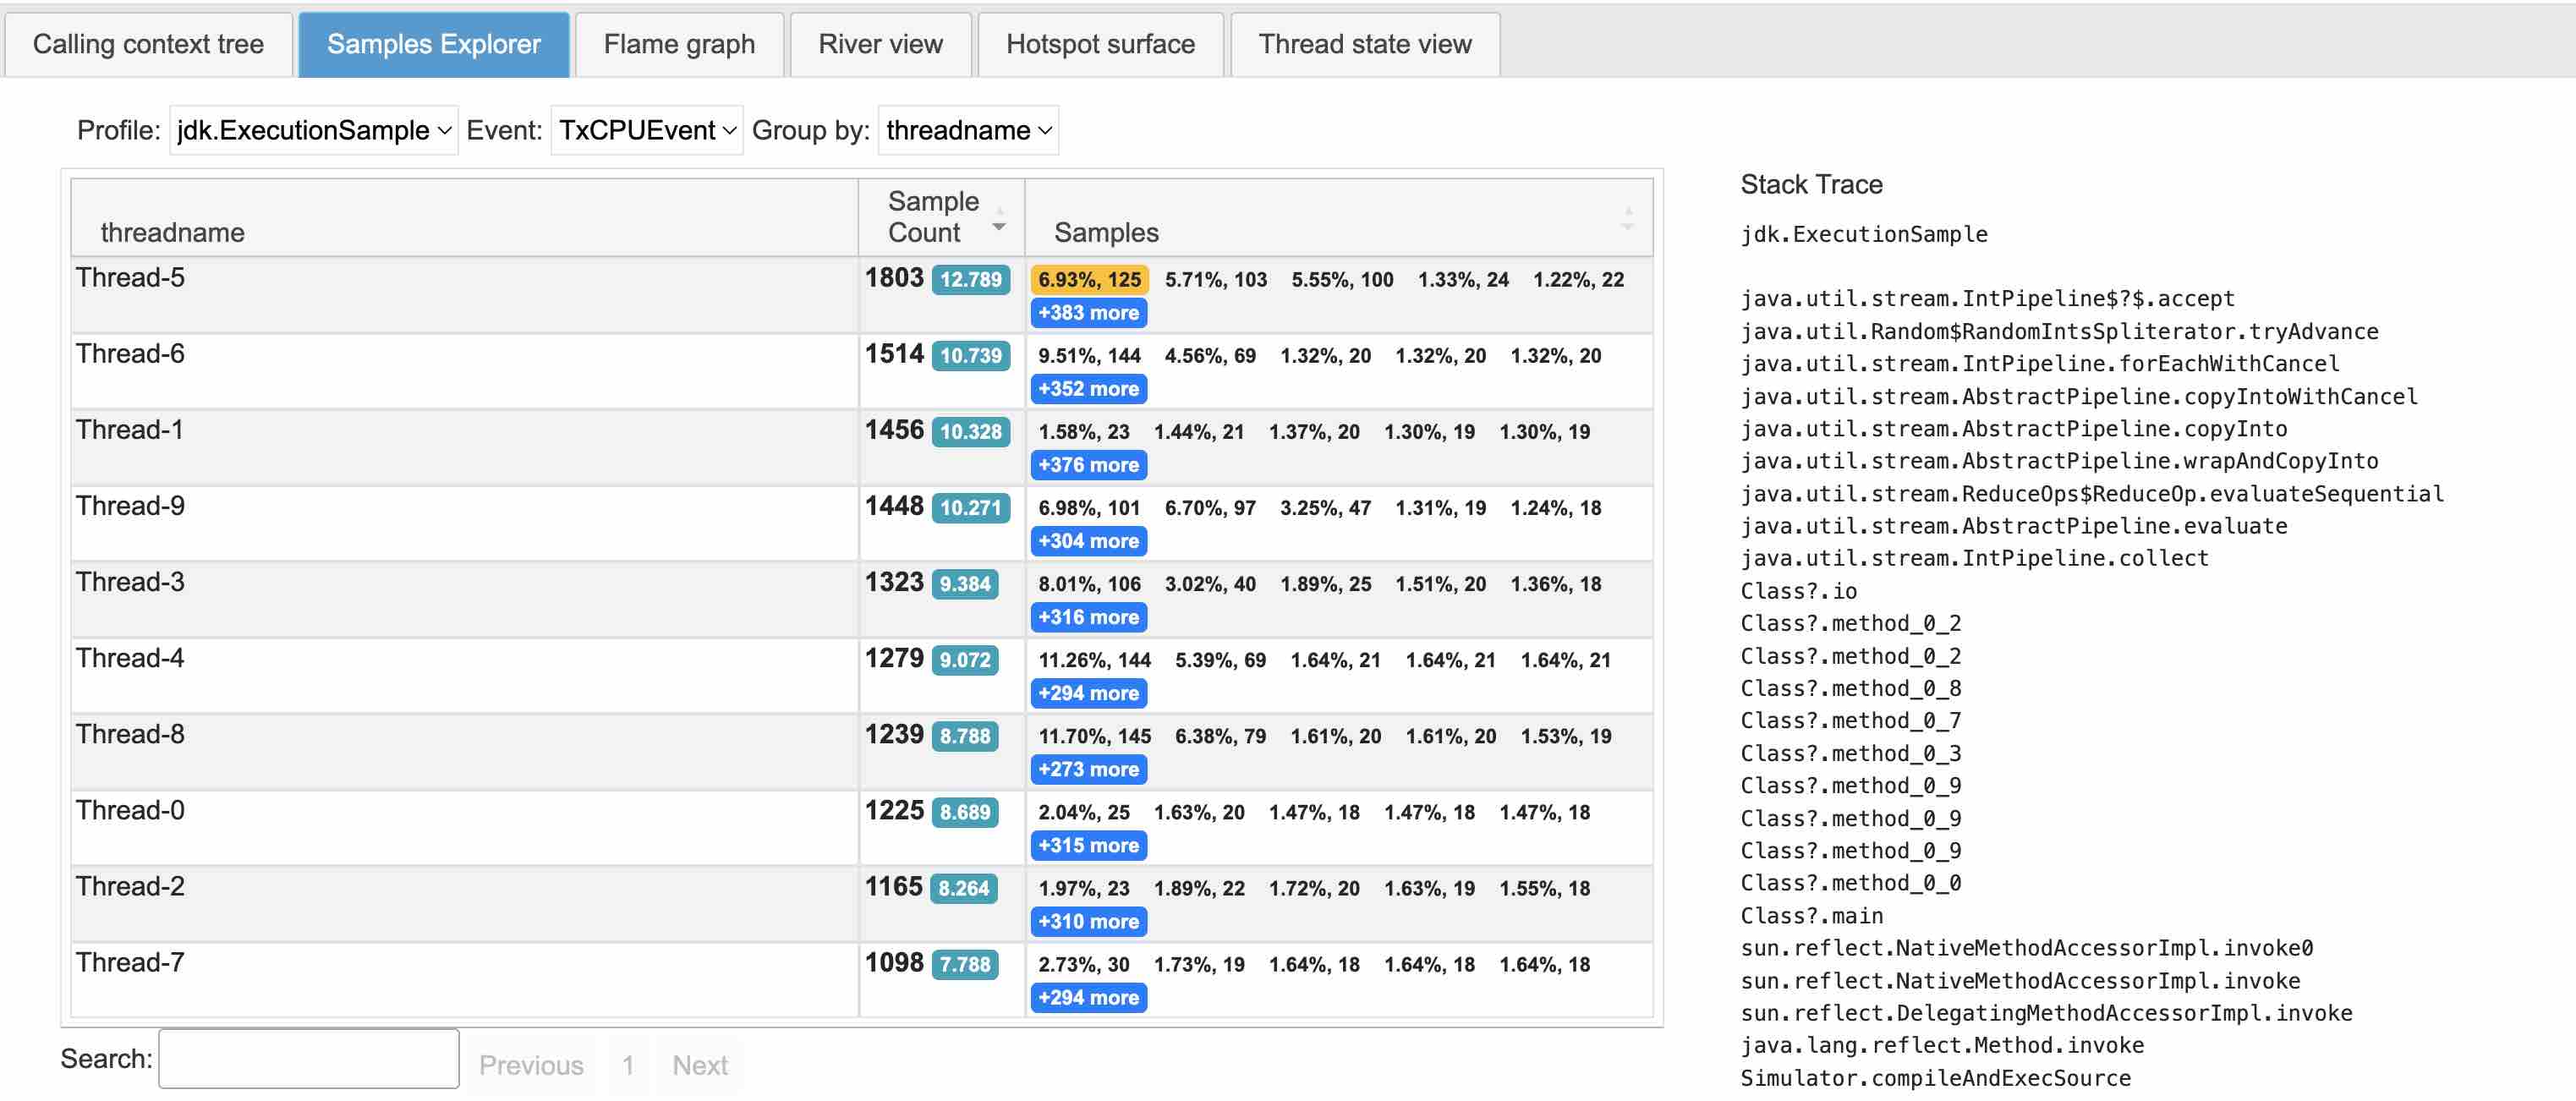 Calling context tree Samples Explorer Flame graph River view Hotspot surface Thread state view
Profile: jdk.ExecutionSample Event: TxCPUEvent Group by: threadname
threadname Sample Count Samples
Thread-5 1803 12.789 6.93%, 125 5.71%, 103 5.55%, 100 1.33%, 24 1.22%, 22
+383 more
Thread-6 1514 10.739 9.51%, 144 4.56%, 69 1.32%, 20 1.32%, 20 1.32%, 20
+352 more
Thread-1 1456 10.328 1.58%, 23 1.44%, 21 1.37%, 20 1.30%, 19 1.30%, 19
+376 more
Thread-9 1448 10.271 6.98%, 101 6.70%, 97 3.25%, 47 1.31%, 19 1.24%, 18
+304 more
Thread-3 1323 9.384 8.01%, 106 3.02%, 40 1.89%, 25 1.51%, 20 1.36%, 18
+316 more
Thread-4 1279 9.072 11.26%, 144 5.39%, 69 1.64%, 21 1.64%, 21 1.64%, 21
+294 more
Thread-8 1239 8.788 11.70%, 145 6.38%, 79 1.61%, 20 1.61%, 20 1.53%, 19
+273 more
Thread-0 1225 8.689 2.04%, 25 1.63%, 20 1.47%, 18 1.47%, 18 1.47%, 18
+315 more
Thread-2 1165 8.264 1.97%, 23 1.89%, 22 1.72%, 20 1.63%, 19 1.55%, 18
+310 more
Thread-7 1098 7.788 2.73%, 30 1.73%, 19 1.64%, 18 1.64%, 18 1.64%, 18
+294 more
Search: Previous 1 Next
Stack Trace
jdk.ExecutionSample
java.util.stream.IntPipeline$?$.accept
java.util.Random$RandomIntsSpliterator.tryAdvance
java.util.stream.IntPipeline.forEachWithCancel
java.util.stream.AbstractPipeline.copyIntoWithCancel
java.util.stream.AbstractPipeline.copyInto
java.util.stream.AbstractPipeline.wrapAndCopyInto
java.util.stream.ReduceOps$ReduceOp.evaluateSequential
java.util.stream.AbstractPipeline.evaluate
java.util.stream.IntPipeline.collect
Class?.io
Class?.method_0_2
Class?.method_0_2
Class?.method_0_8
Class?.method_0_7
Class?.method_0_3
Class?.method_0_9
Class?.method_0_9
Class?.method_0_9
Class?.method_0_0
Class?.main
sun.reflect.NativeMethodAccessorImpl.invoke0
sun.reflect.NativeMethodAccessorImpl.invoke
sun.reflect.DelegatingMethodAccessorImpl.invoke
java.lang.reflect.Method.invoke
Simulator.compileAndExecSource